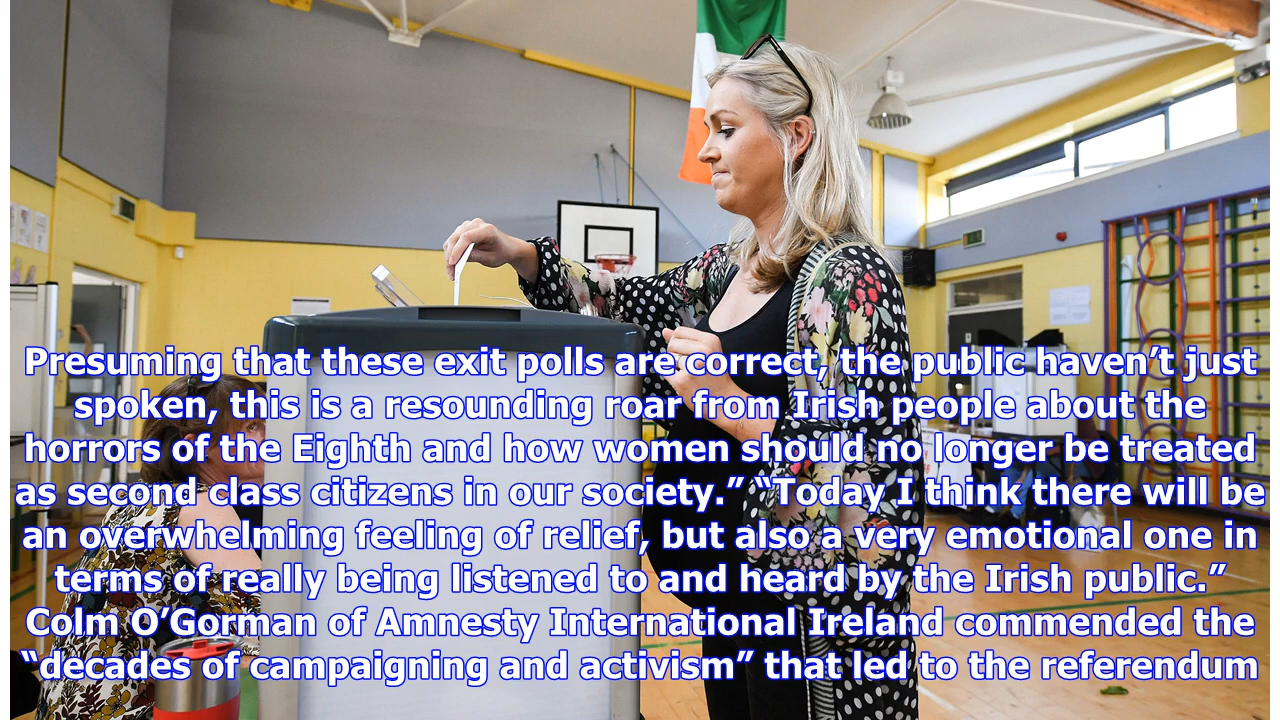 Presuming that these exit polls are correct, the public haven’t just
spoken, this is a resounding roar from Irish people about the
horrors of the Eighth and how women should no longer be treated
as second class citizens in our society.” “Today I think there will be
an overwhelming feeling of relief, but also a very emotional one in
terms of really being listened to and heard by the Irish public.”
Colm O’Gorman of Amnesty International Ireland commended the
“decades of campaigning and activism” that led to the referendum